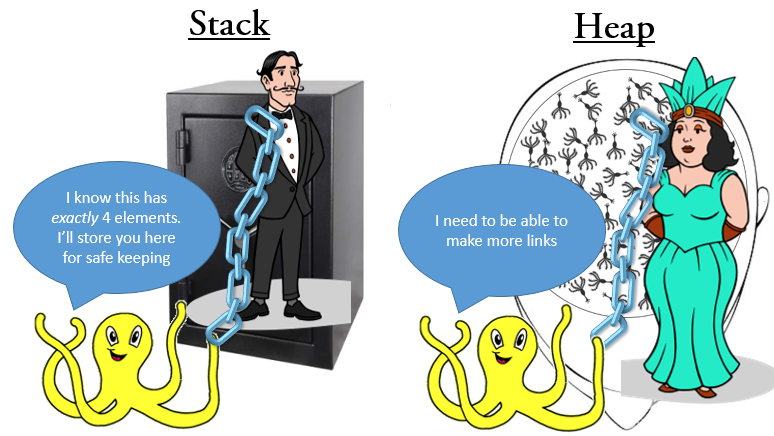 Stack
Heap
I know this has
exactly 4 elements.
I’ll store you here
for safe keeping
I need to be able to
make more links